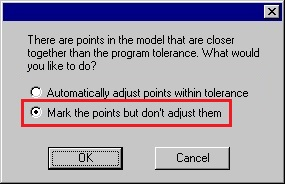 There are points in the model that are closer
together than the program tolerance. What would
you like to do?
Automatically adjust points within tolerance
Mark the points but don't adjust them
OK
Cancel